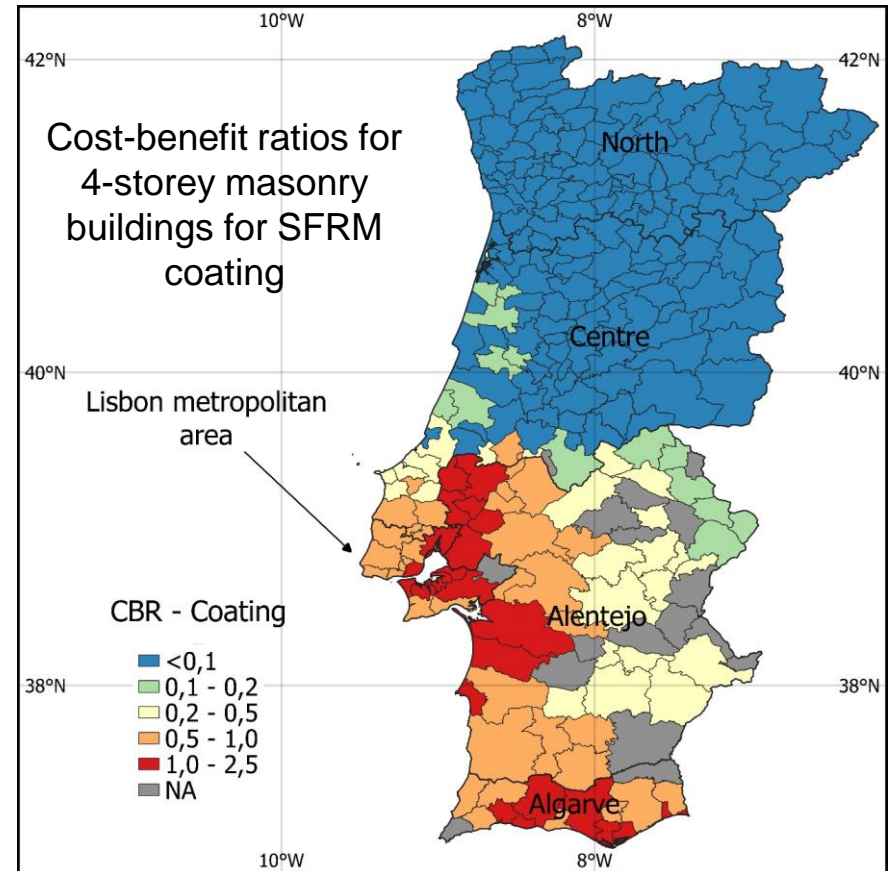 10°W
8°W
42°N
42°N
Cost-benefit ratios for
4-storey masonry
buildings for SFRM
coating
North
Centre
40°N
40°N
Lisbon metropolitan
area
CBR - Coating
<0,1
0,1 - 0,2
0,2 - 0,5
0,5 - 1,0
1,0 - 2,5
NA
Alentejo
38°N
38°N
Algarve
10°W
8°W